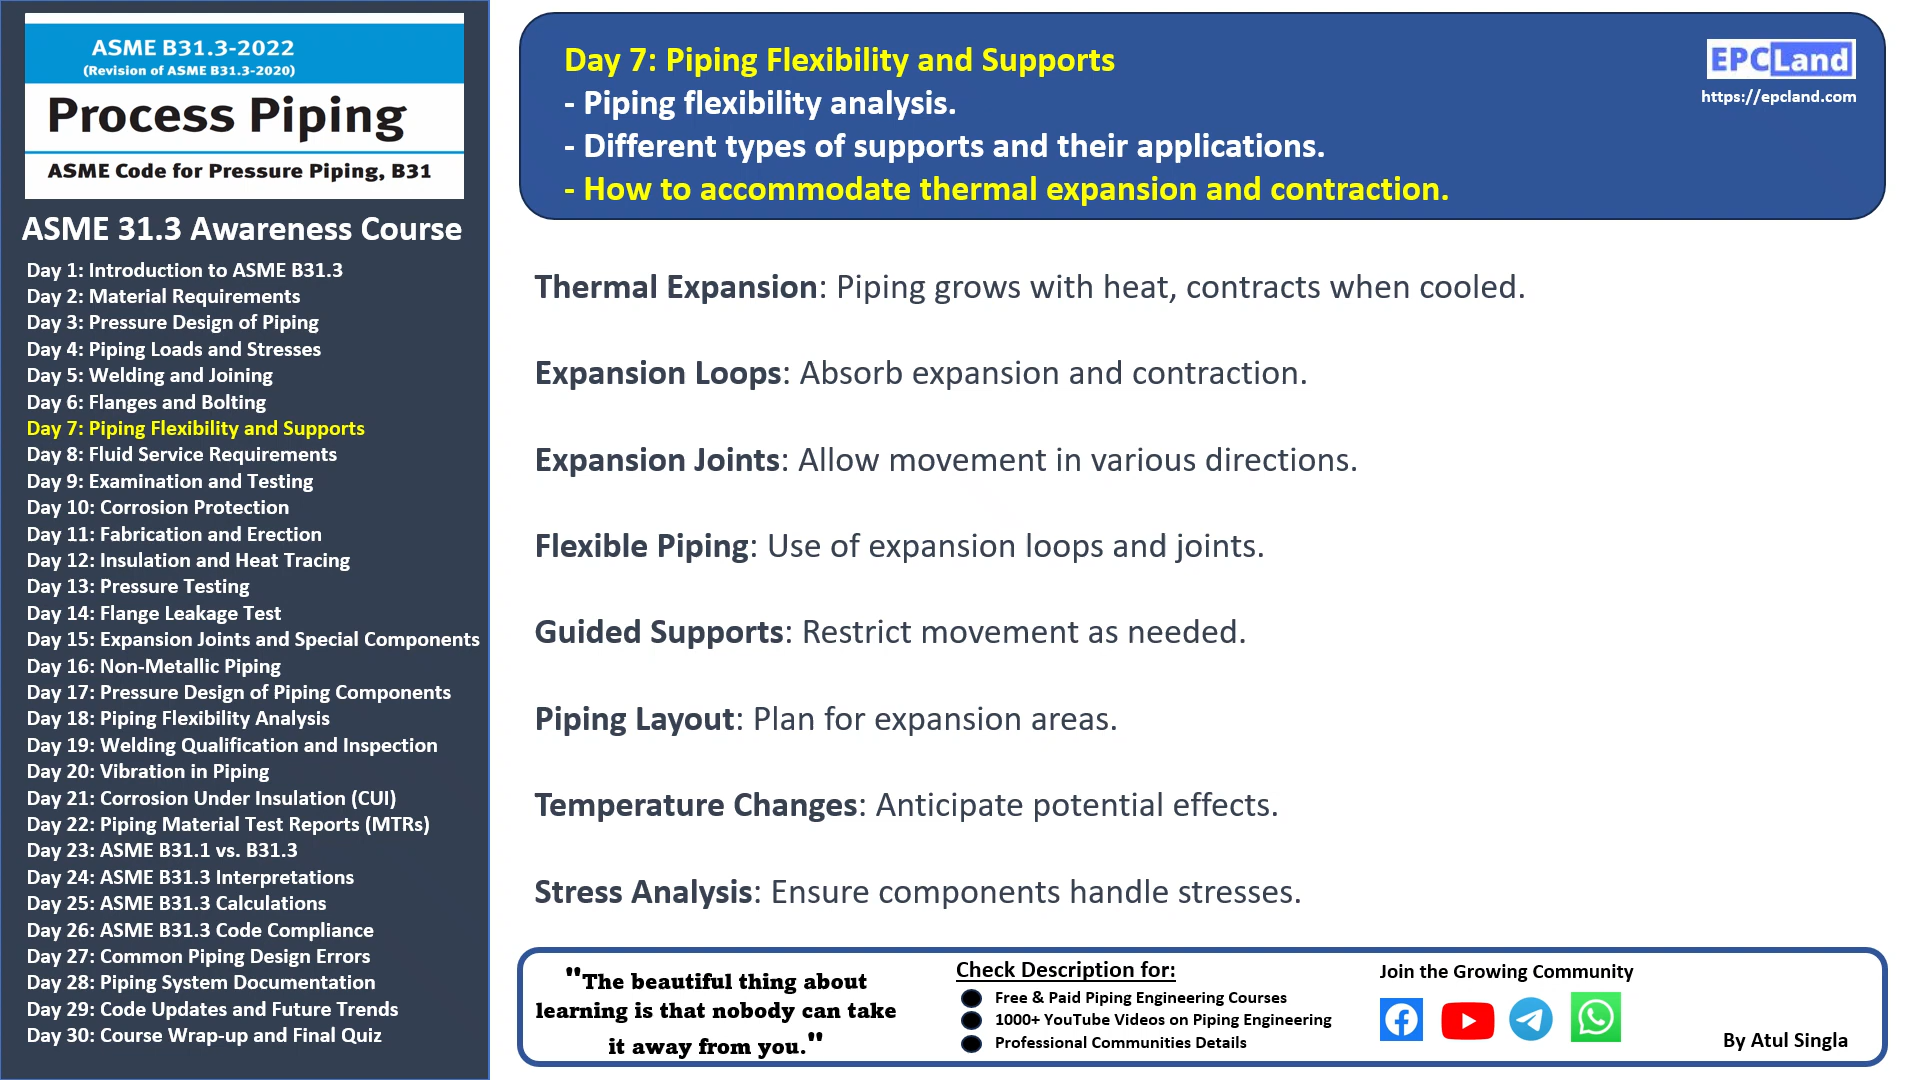 ASME B31.3-2022
(Revision of ASME B31.3-2020)
Process Piping
ASME Code for Pressure Piping, B31
ASME 31.3 Awareness Course
Day 1: Introduction to ASME B31.3
Day 2: Material Requirements
Day 3: Pressure Design of Piping
Day 4: Piping Loads and Stresses
Day 5: Welding and Joining
Day 6: Flanges and Bolting
Day 7: Piping Flexibility and Supports
Day 8: Fluid Service Requirements
Day 9: Examination and Testing
Day 10: Corrosion Protection
Day 11: Fabrication and Erection
Day 12: Insulation and Heat Tracing
Day 13: Pressure Testing
Day 14: Flange Leakage Test
Day 15: Expansion Joints and Special Components
Day 16: Non-Metallic Piping
Day 17: Pressure Design of Piping Components
Day 18: Piping Flexibility Analysis
Day 19: Welding Qualification and Inspection
Day 20: Vibration in Piping
Day 21: Corrosion Under Insulation (CUI)
Day 22: Piping Material Test Reports (MTRs)
Day 23: ASME B31.1 vs. B31.3
Day 24: ASME B31.3 Interpretations
Day 25: ASME B31.3 Calculations
Day 26: ASME B31.3 Code Compliance
Day 27: Common Piping Design Errors
Day 28: Piping System Documentation
Day 29: Code Updates and Future Trends
Day 30: Course Wrap-up and Final Quiz
Day 7: Piping Flexibility and Supports
- Piping flexibility analysis.
- Different types of supports and their applications.
- How to accommodate thermal expansion and contraction.
EPCLand
https://epcland.com
Thermal Expansion: Piping grows with heat, contracts when cooled.
Expansion Loops: Absorb expansion and contraction.
Expansion Joints: Allow movement in various directions.
Flexible Piping: Use of expansion loops and joints.
Guided Supports: Restrict movement as needed.
Piping Layout: Plan for expansion areas.
Temperature Changes: Anticipate potential effects.
Stress Analysis: Ensure components handle stresses.
"The beautiful thing about
learning is that nobody can take
it away from you."
Check Description for:
Free & Paid Piping Engineering Courses
1000+ YouTube Videos on Piping Engineering
Professional Communities Details
Join the Growing Community
By Atul Singla